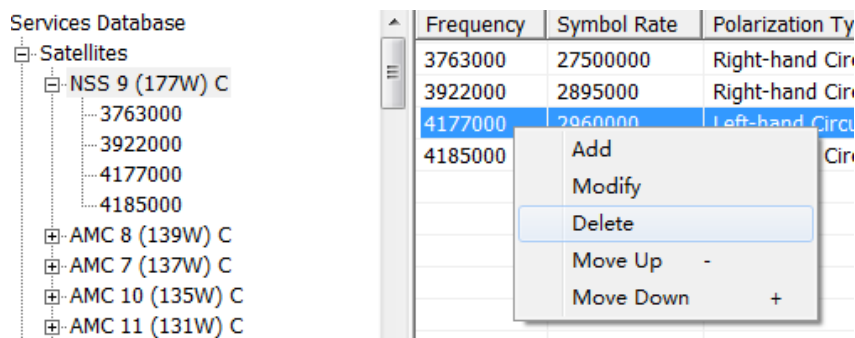 Services Database
Satellites
NSS 9 (177W) C
3763000
3922000
4177000
4185000
AMC 8 (139W) C
AMC 7 (137W) C
AMC 10 (135W) C
AMC 11 (131W) C
Frequency Symbol Rate Polarization Ty
3763000 27500000 Right-hand Circ
3922000 2895000 Right-hand Circ
4177000 2960000 Left-hand Circu
4185000 Circ
Add
Modify
Delete
Move Up -
Move Down +